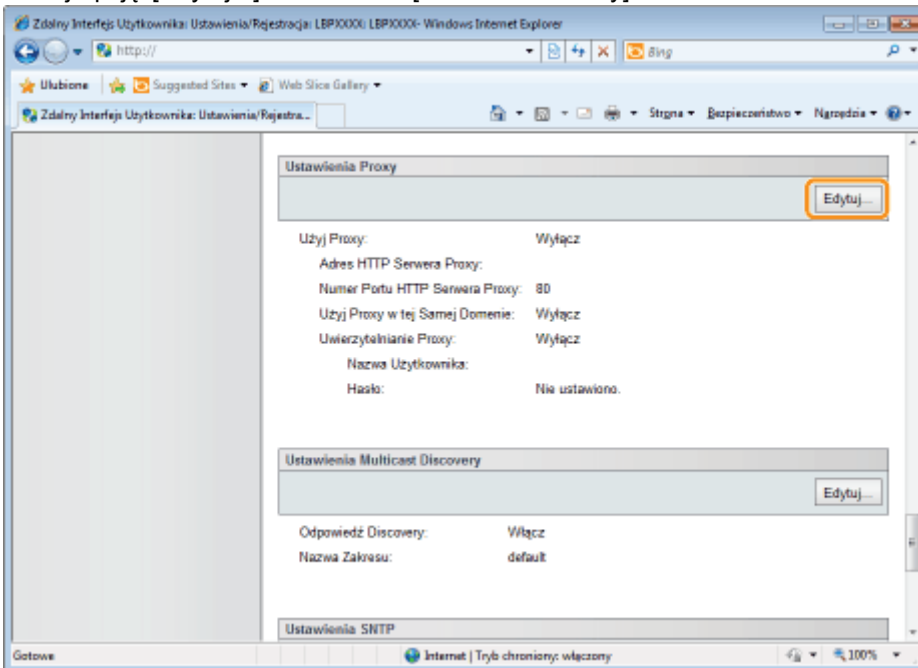 Zdalny Interfejs Użytkownika: Ustawienia/Rejestracja: LBPXXXX: LBPXXXX- Windows Internet Explorer
http://
Bing
Ulubione Suggested Sites Web Slice Gallery
Zdalny Interfejs Użytkownika: Ustawienia/Rejestra... Strona Bezpieczeństwo Narzędzia
Ustawienia Proxy
Edytuj...
Użyj Proxy: Wyłącz
Adres HTTP Serwera Proxy:
Numer Portu HTTP Serwera Proxy: 80
Użyj Proxy w tej Samej Domenie: Wyłącz
Uwierzytelnianie Proxy: Wyłącz
Nazwa Użytkownika:
Hasło: Nie ustawiono.
Ustawienia Multicast Discovery
Edytuj...
Odpowiedź Discovery: Włącz
Nazwa Zakresu: default
Ustawienia SNTP
Gotowe Internet | Tryb chroniony: włączony 100%